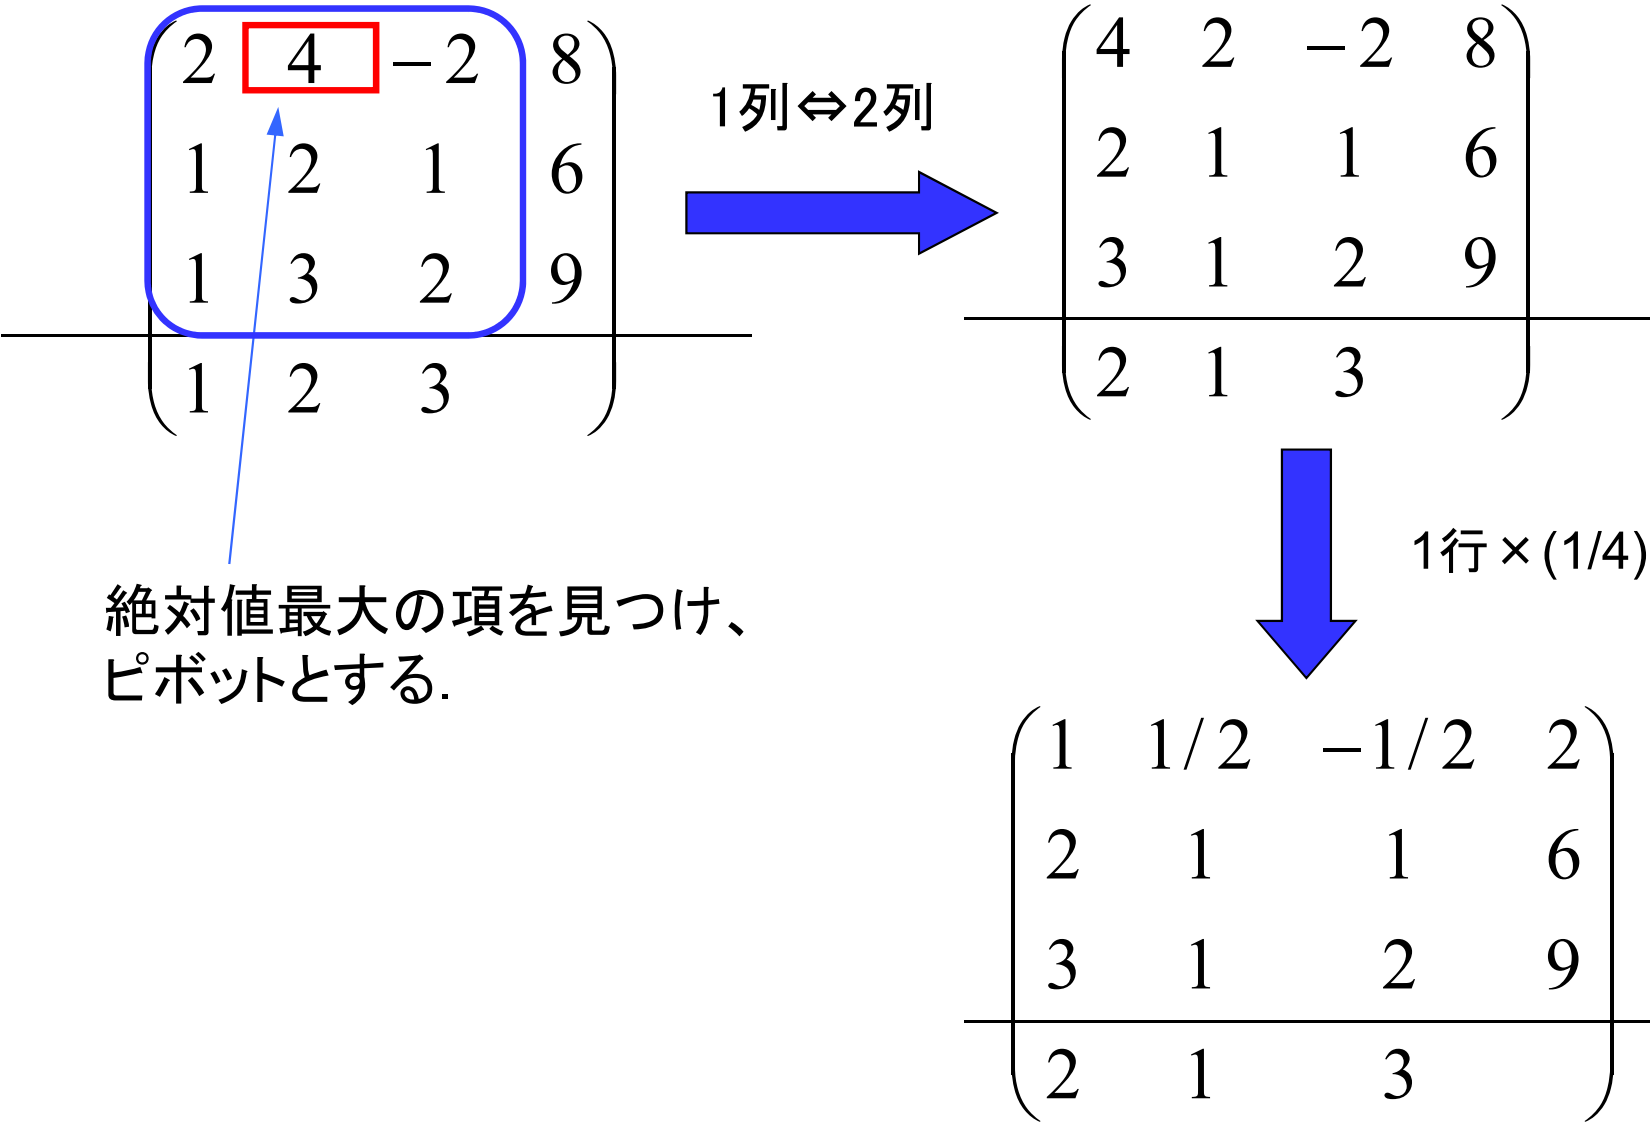 2 4 −2 8
1 2 1 6
1 3 2 9
1 2 3
1列⇔2列
4 2 −2 8
2 1 1 6
3 1 2 9
2 1 3
絶対値最大の項を見つけ、
ピボットとする.
1行×(1/4)
1 1/2 −1/2 2
2 1 1 6
3 1 2 9
2 1 3